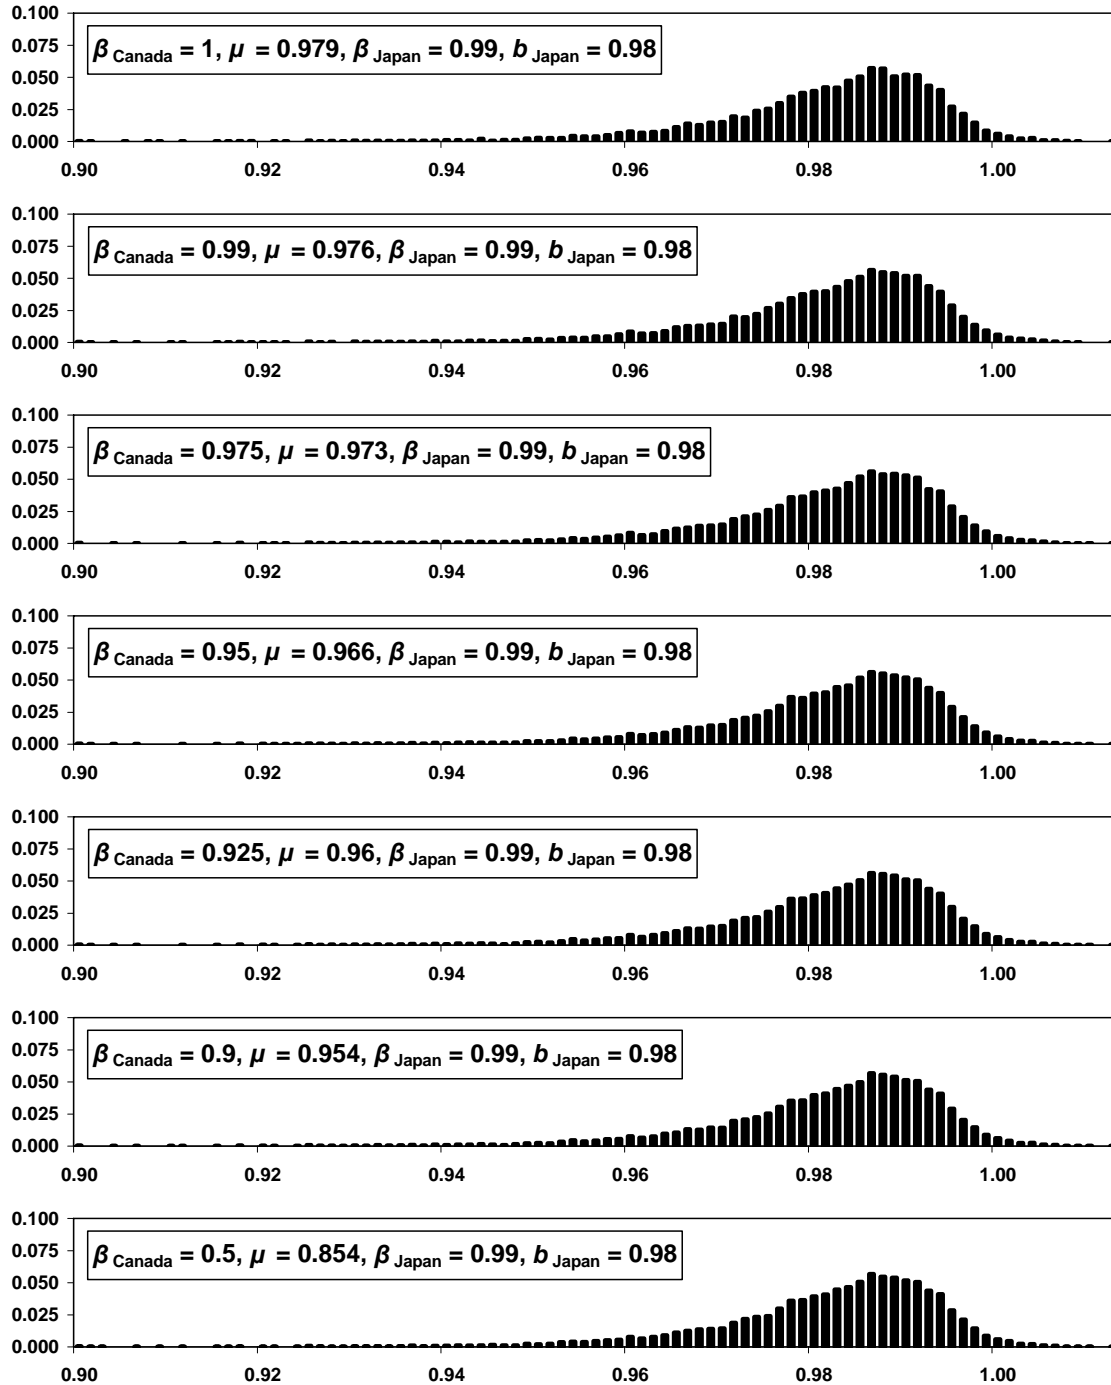 0.100
β Canada = 1, μ = 0.979, β Japan = 0.99, b Japan = 0.98
0.075
0.050
0.025
0.000
0.90 0.92 0.94 0.96 0.98 1.00
0.100
β Canada = 0.99, μ = 0.976, β Japan = 0.99, b Japan = 0.98
0.075
0.050
0.025
0.000
0.90 0.92 0.94 0.96 0.98 1.00
0.100
β Canada = 0.975, μ = 0.973, β Japan = 0.99, b Japan = 0.98
0.075
0.050
0.025
0.000
0.90 0.92 0.94 0.96 0.98 1.00
0.100
β Canada = 0.95, μ = 0.966, β Japan = 0.99, b Japan = 0.98
0.075
0.050
0.025
0.000
0.90 0.92 0.94 0.96 0.98 1.00
0.100
β Canada = 0.925, μ = 0.96, β Japan = 0.99, b Japan = 0.98
0.075
0.050
0.025
0.000
0.90 0.92 0.94 0.96 0.98 1.00
0.100
β Canada = 0.9, μ = 0.954, β Japan = 0.99, b Japan = 0.98
0.075
0.050
0.025
0.000
0.90 0.92 0.94 0.96 0.98 1.00
0.100
β Canada = 0.5, μ = 0.854, β Japan = 0.99, b Japan = 0.98
0.075
0.050
0.025
0.000
0.90 0.92 0.94 0.96 0.98 1.00